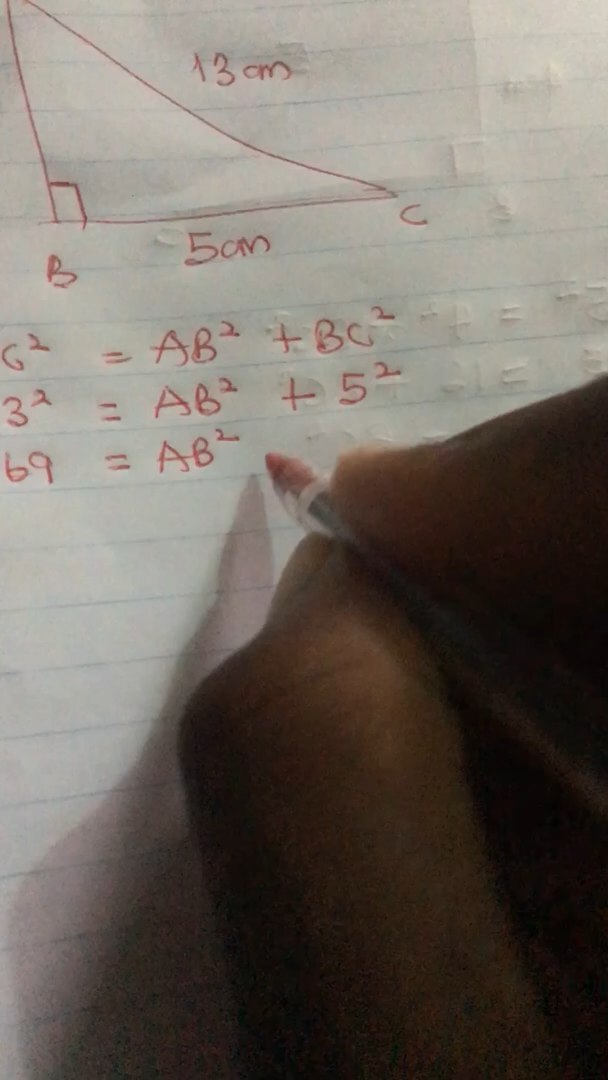 13cm
C
5cm
B
C² = AB² + BC²
3² = AB² + 5²
69 = AB²